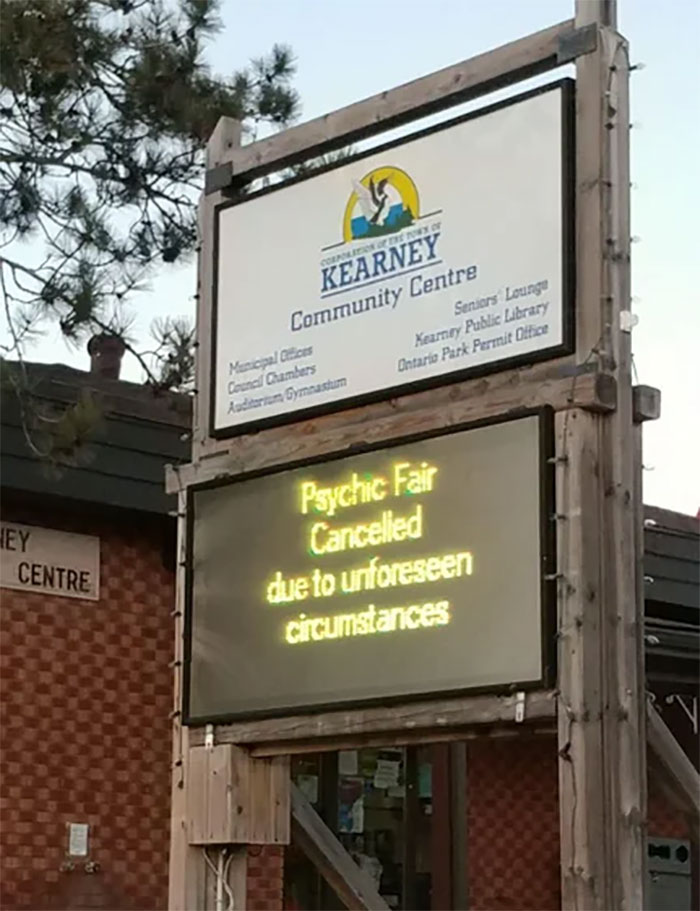 CORPORATION OF THE TOWN OF
KEARNEY
Community Centre
Municipal Offices
Council Chambers
Auditorium/Gymnasium
Seniors' Lounge
Kearney Public Library
Ontario Park Permit Office
Psychic Fair
Cancelled
due to unforeseen
circumstances
NEY
CENTRE